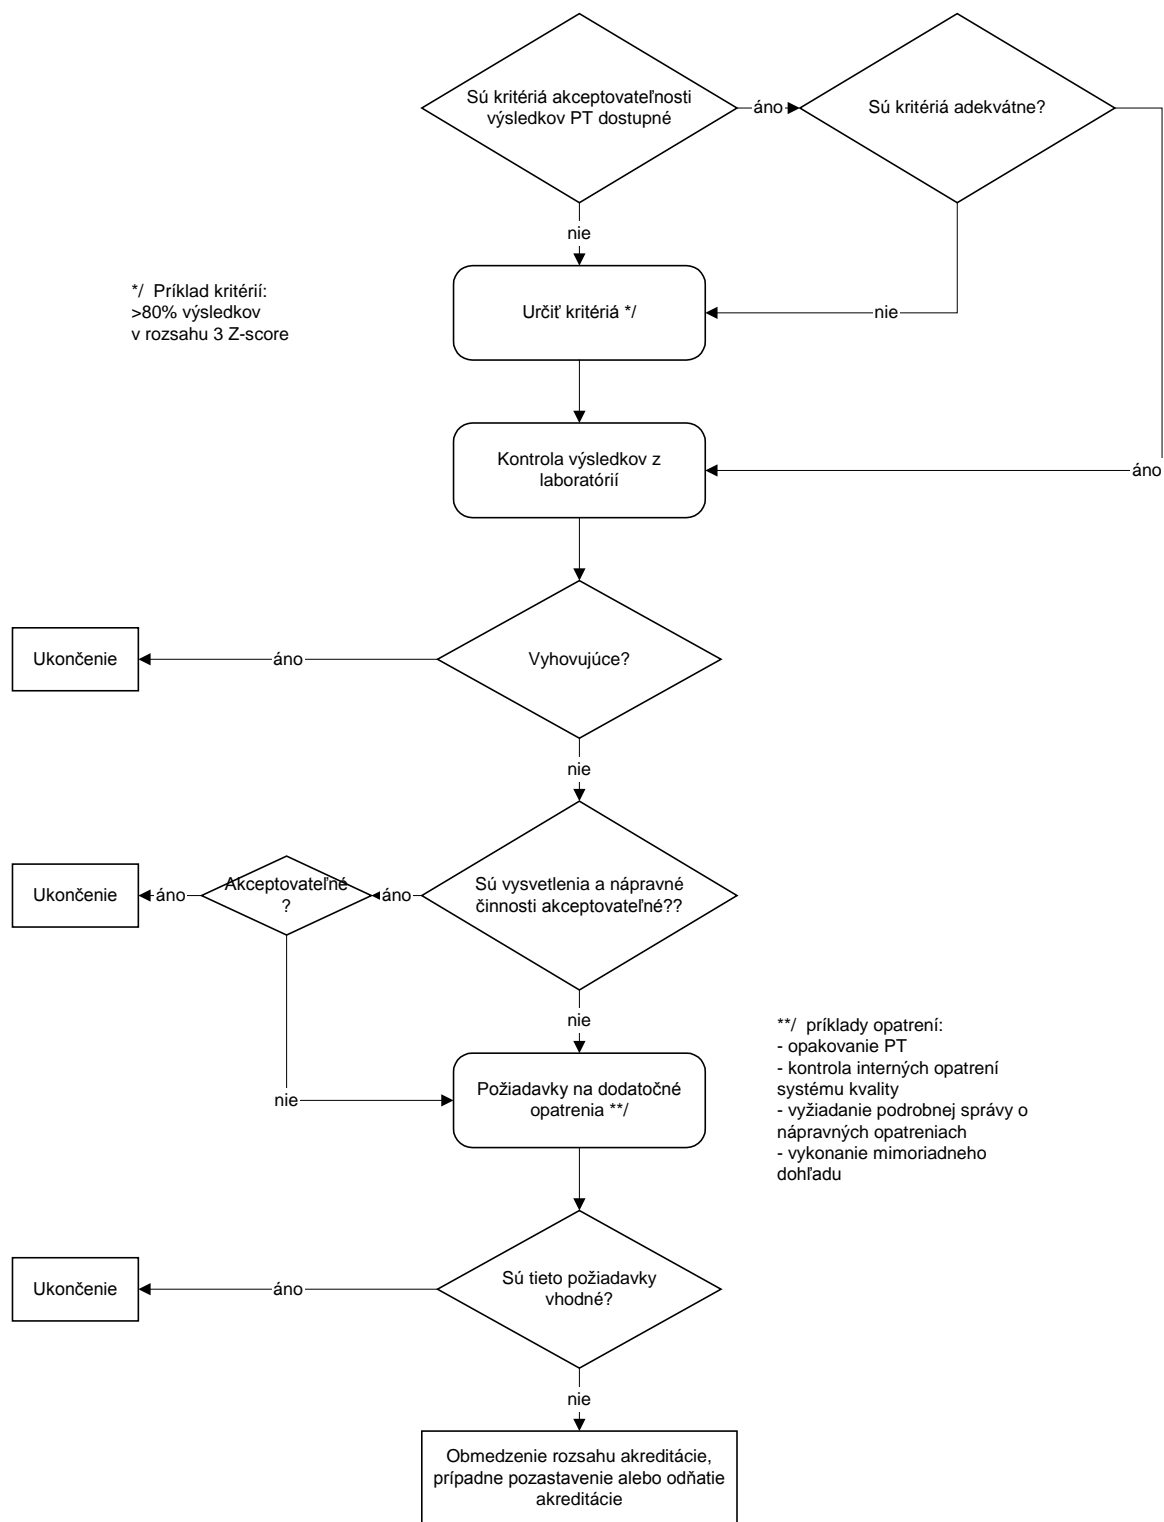 Sú kritériá akceptovateľnosti
výsledkov PT dostupné
áno
Sú kritériá adekvátne?
nie
*/  Príklad kritérií:
>80% výsledkov
v rozsahu 3 Z-score
Určiť kritériá */
nie
Kontrola výsledkov z
laboratórií
áno
Ukončenie
áno
Vyhovujúce?
nie
Ukončenie
áno
Akceptovateľné
?
áno
Sú vysvetlenia a nápravné
činnosti akceptovateľné??
nie
**/  príklady opatrení:
- opakovanie PT
- kontrola interných opatrení
systému kvality
- vyžiadanie podrobnej správy o
nápravných opatreniach
- vykonanie mimoriadneho
dohľadu
nie
Požiadavky na dodatočné
opatrenia **/
Ukončenie
áno
Sú tieto požiadavky
vhodné?
nie
Obmedzenie rozsahu akreditácie,
prípadne pozastavenie alebo odňatie
akreditácie